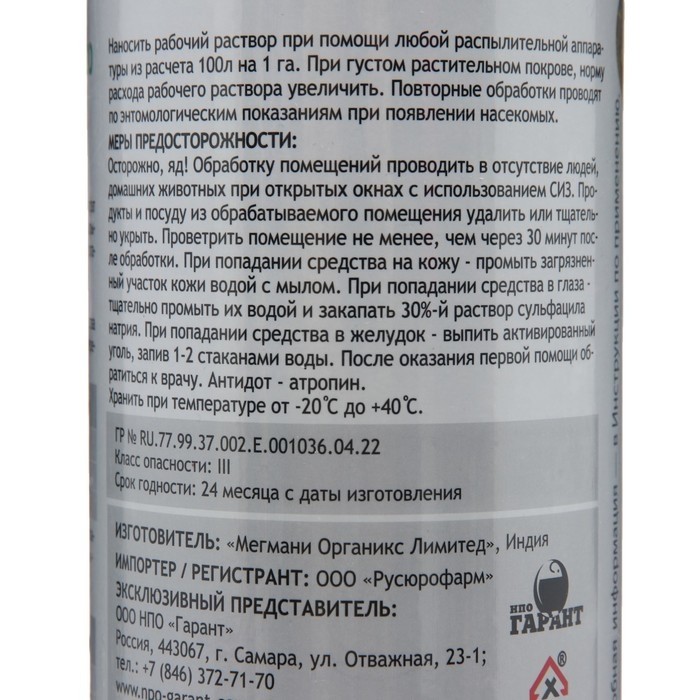 Наносить рабочий раствор при помощи любой распылительной аппара-
туры из расчета 100л на 1 га. При густом растительном покрове, норму
расхода рабочего раствора увеличить. Повторные обработки проводят
по энтомологическим показаниям при появлении насекомых.
МЕРЫ ПРЕДОСТОРОЖНОСТИ:
Осторожно, яд! Обработку помещений проводить в отсутствие людей,
домашних животных при открытых окнах с использованием СИЗ. Про-
дукты и посуду из обрабатываемого помещения удалить или тщатель-
но укрыть. Проветрить помещение не менее, чем через 30 минут пос-
ле обработки. При попадании средства на кожу - промыть загрязнен-
ный участок кожи водой с мылом. При попадании средства в глаза -
тщательно промыть их водой и закапать 30%-й раствор сульфацила
натрия. При попадании средства в желудок - выпить активированный
уголь, запив 1-2 стаканами воды. После оказания первой помощи об-
ратиться к врачу. Антидот - атропин.
Хранить при температуре от -20°С до +40°С.
ГР № RU.77.99.37.002.Е.001036.04.22
Класс опасности: III
Срок годности: 24 месяца с даты изготовления
ИЗГОТОВИТЕЛЬ: «Мегмани Органикс Лимитед», Индия
ИМПОРТЕР / РЕГИСТРАНТ: ООО «Русюрофарм»
ЭКСКЛЮЗИВНЫЙ ПРЕДСТАВИТЕЛЬ:
ООО НПО «Гарант»
Россия, 443067, г. Самара, ул. Отважная, 23-1;
тел.: +7 (846) 372-71-70
www.npo-garant.
НПО
ГАРАНТ
®
информация — в Инструкции по применению